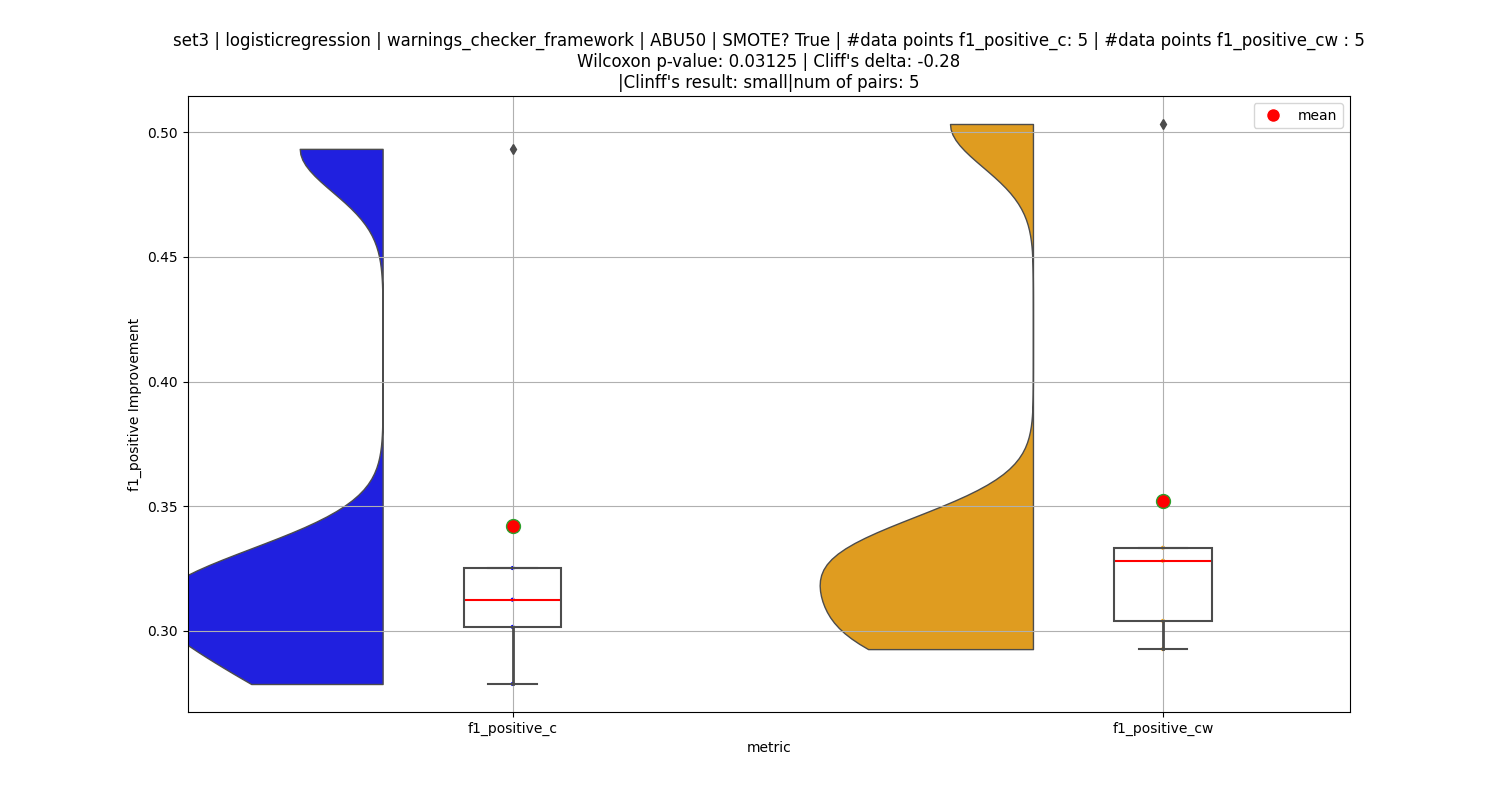 set3 | logisticregression | warnings_checker_framework | ABU50 | SMOTE? True | #data points f1_positive_c: 5 | #data points f1_positive_cw : 5
Wilcoxon p-value: 0.03125 | Cliff's delta: -0.28
|Clinff's result: small|num of pairs: 5
mean
0.50
0.45
0.40
0.35
0.30
f1_positive Improvement
f1_positive_c
f1_positive_cw
metric